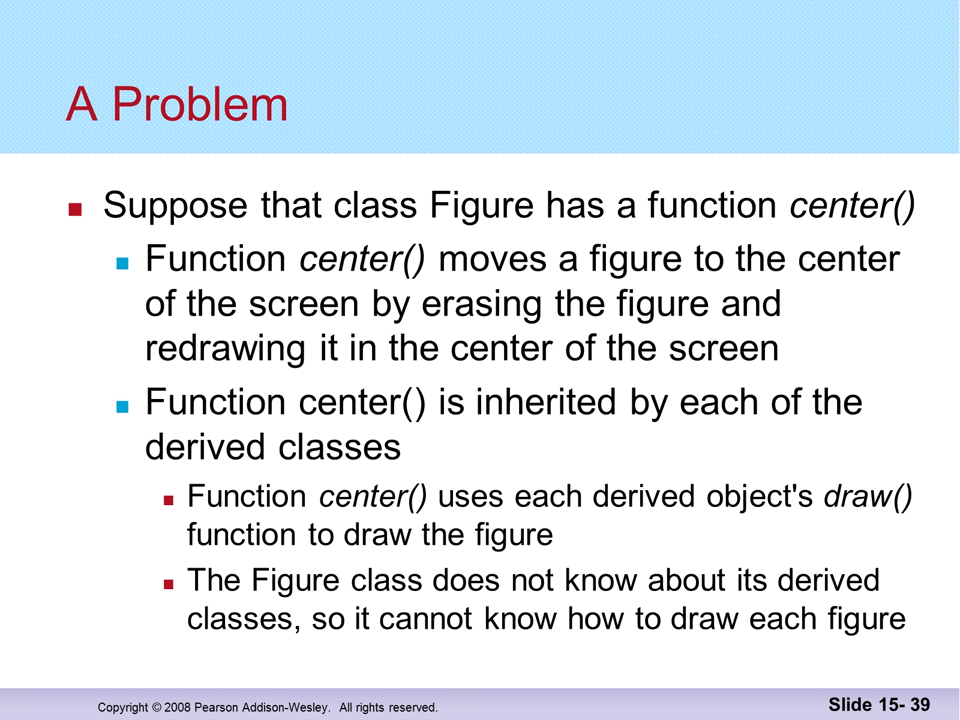 A Problem
Suppose that class Figure has a function center()
Function center() moves a figure to the center
of the screen by erasing the figure and
redrawing it in the center of the screen
Function center() is inherited by each of the
derived classes
Function center() uses each derived object's draw()
function to draw the figure
The Figure class does not know about its derived
classes, so it cannot know how to draw each figure
Copyright © 2008 Pearson Addison-Wesley. All rights reserved.
Slide 15- 39